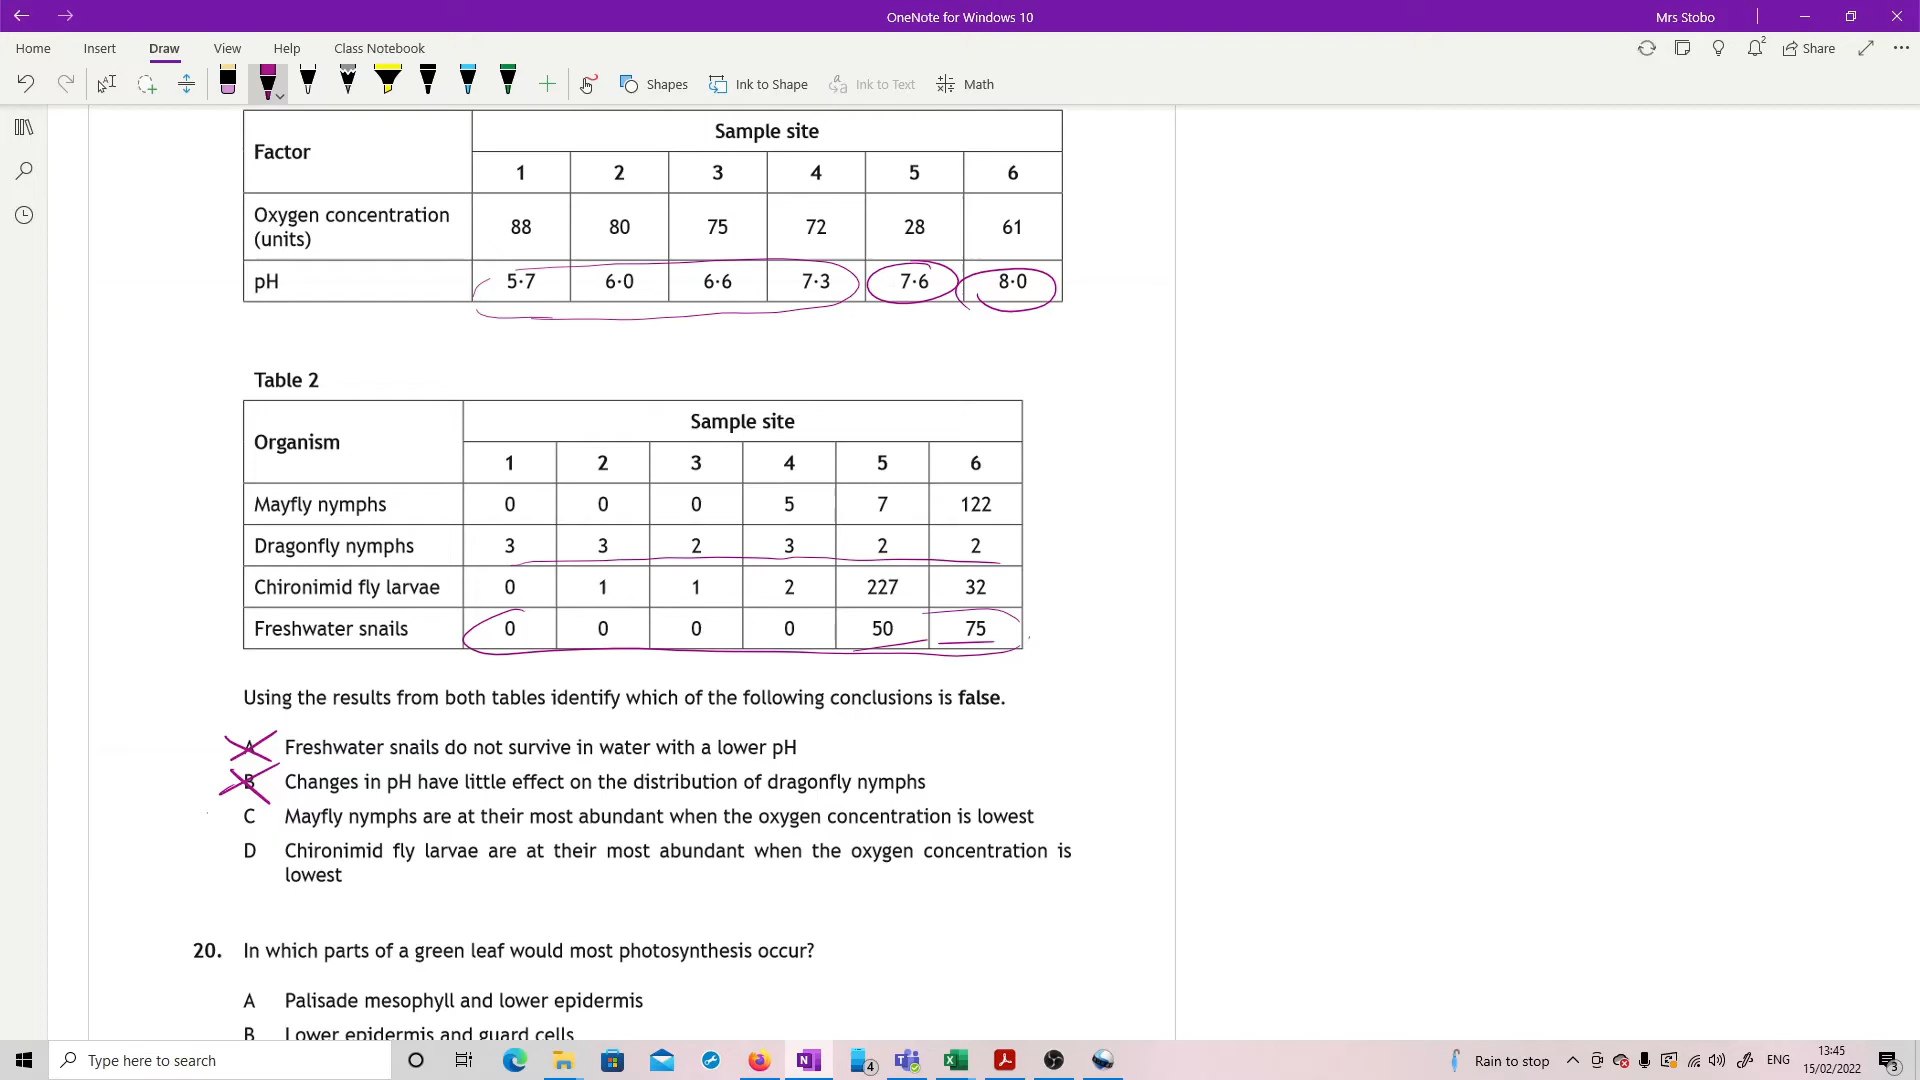 OneNote for Windows 10
Mrs Stobo
Home Insert Draw View Help Class Notebook
2 Share
Shapes Ink to Shape Ink to Text Math
Factor Sample site
1 2 3 4 5 6
Oxygen concentration (units) 88 80 75 72 28 61
pH 5·7 6·0 6·6 7·3 7·6 8·0
Table 2
Organism Sample site
1 2 3 4 5 6
Mayfly nymphs 0 0 0 5 7 122
Dragonfly nymphs 3 3 2 3 2 2
Chironimid fly larvae 0 1 1 2 227 32
Freshwater snails 0 0 0 0 50 75
Using the results from both tables identify which of the following conclusions is false.
A Freshwater snails do not survive in water with a lower pH
B Changes in pH have little effect on the distribution of dragonfly nymphs
C Mayfly nymphs are at their most abundant when the oxygen concentration is lowest
D Chironimid fly larvae are at their most abundant when the oxygen concentration is
lowest
20. In which parts of a green leaf would most photosynthesis occur?
A Palisade mesophyll and lower epidermis
B Lower epidermis and guard cells
Type here to search
4
Rain to stop
ENG
13:45
15/02/2022
3